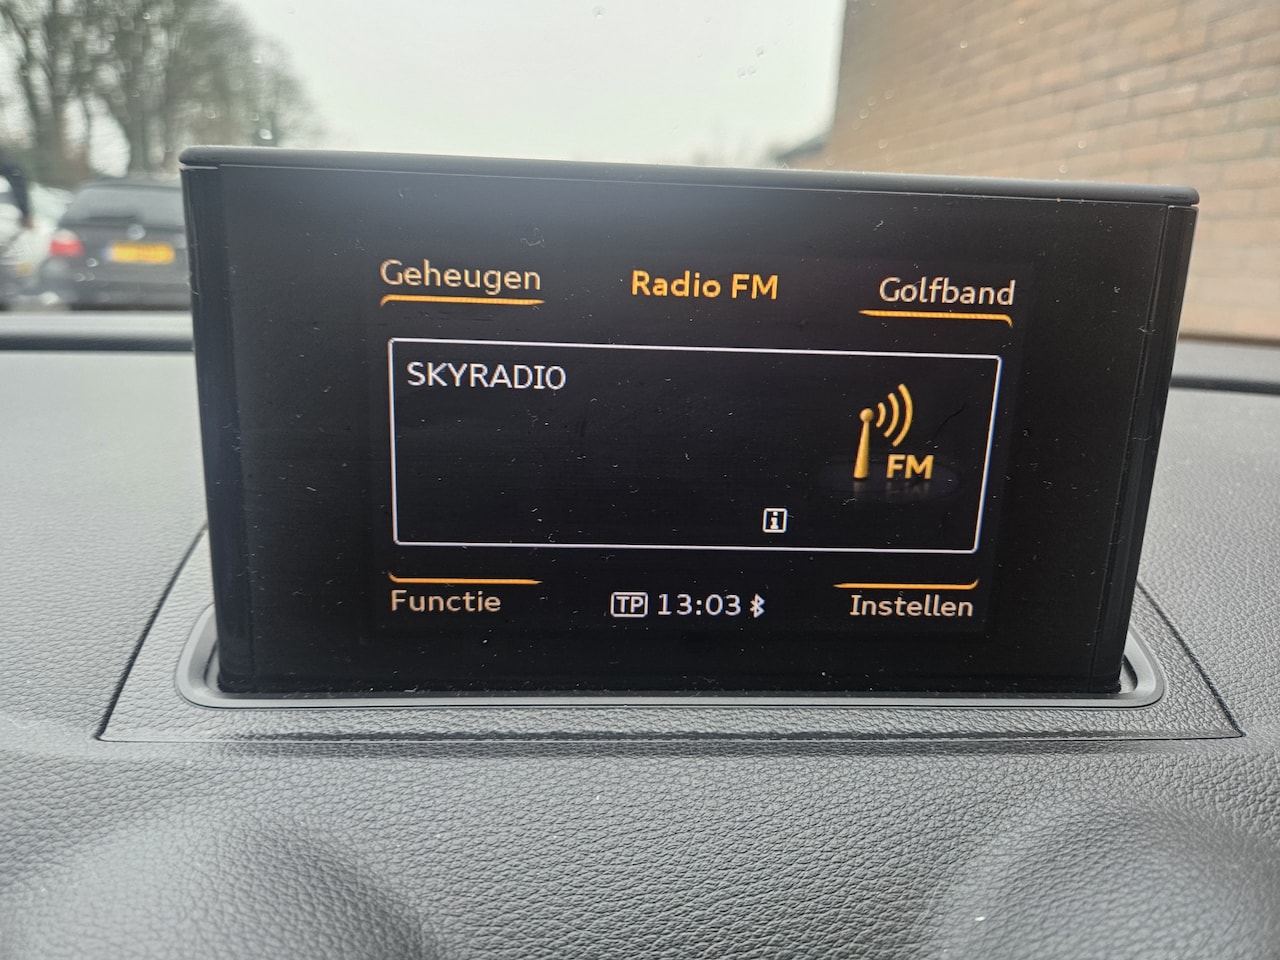 Geheugen Radio FM Golfband
SKYRADIO
FM
i
Functie TP 13:03 Instellen